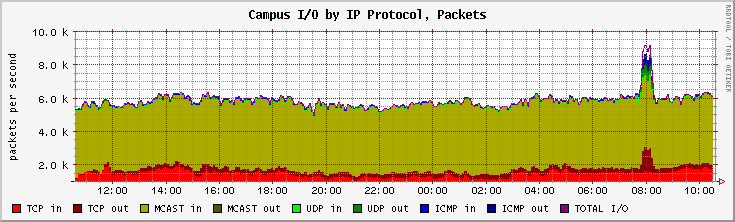 Campus I/O by IP Protocol, Packets
RRDTOOL / TOBI OETIKER
packets per second
10.0 k
8.0 k
6.0 k
4.0 k
2.0 k
12:00 14:00 16:00 18:00 20:00 22:00 00:00 02:00 04:00 06:00 08:00 10:00
TCP in TCP out MCAST in MCAST out UDP in UDP out ICMP in ICMP out TOTAL I/O